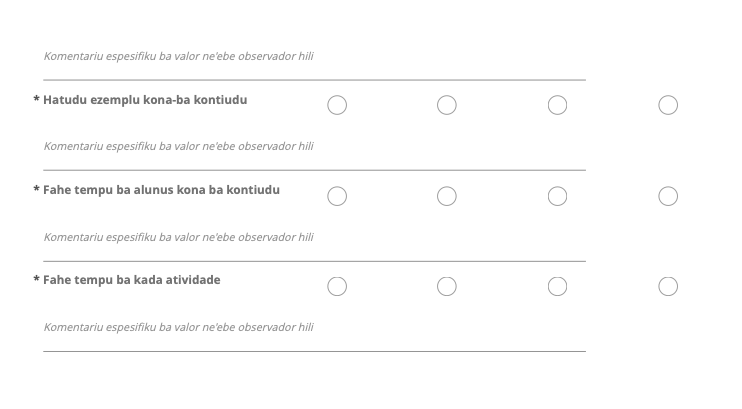 Komentariu espesifiku ba valor ne'ebe observador hili
* Hatudu ezemplu kona-ba kontiudu
Komentariu espesifiku ba valor ne'ebe observador hili
* Fahe tempu ba alunus kona ba kontiudu
Komentariu espesifiku ba valor ne'ebe observador hili
* Fahe tempu ba kada atividade
Komentariu espesifiku ba valor ne'ebe observador hili